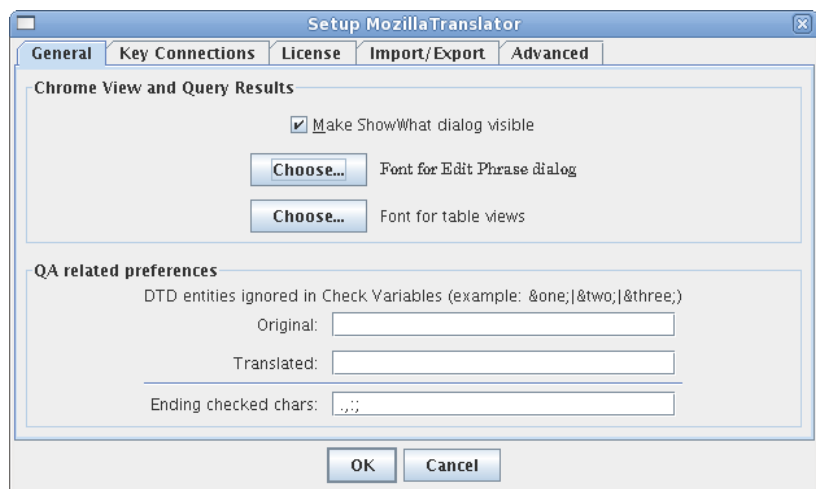 Setup MozillaTranslator
General Key Connections License Import/Export Advanced
Chrome View and Query Results
Make ShowWhat dialog visible
Choose... Font for Edit Phrase dialog
Choose... Font for table views
QA related preferences
DTD entities ignored in Check Variables (example: &one;|&two;|&three;)
Original:
Translated:
Ending checked chars: .,:;
OK Cancel